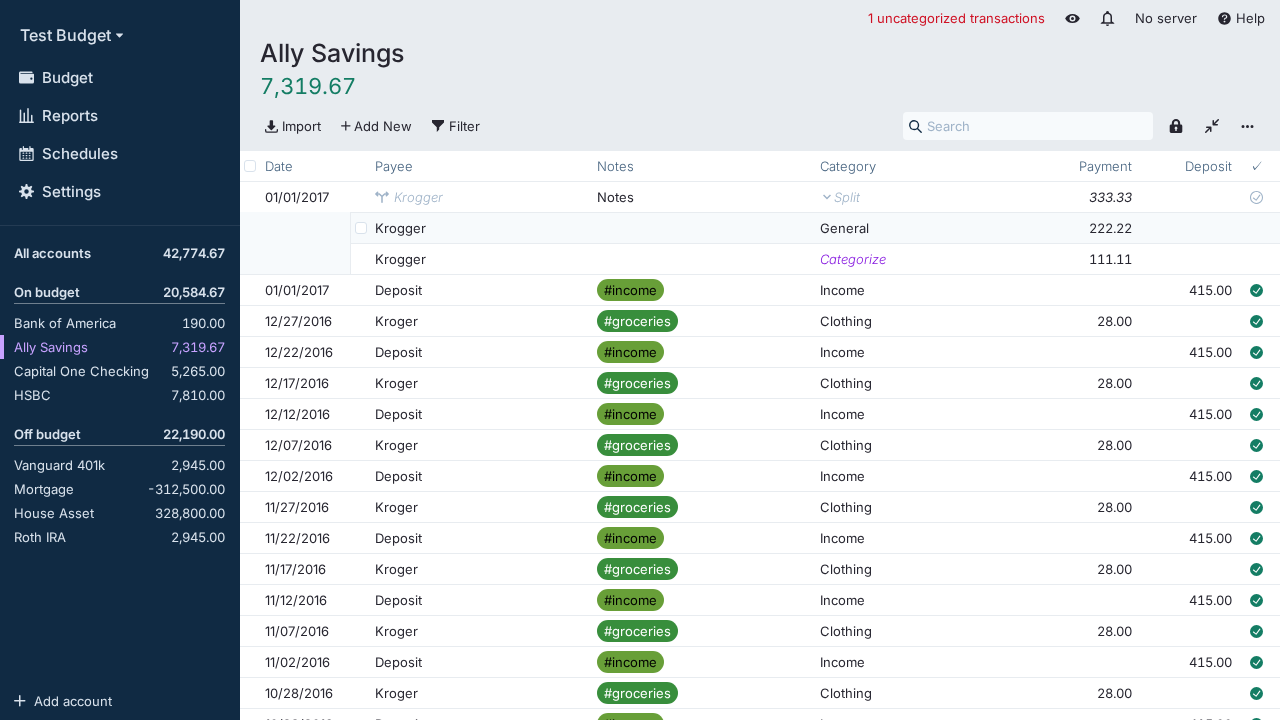 Test Budget
Budget
Reports
Schedules
Settings
All accounts 42,774.67
On budget 20,584.67
Bank of America 190.00
Ally Savings 7,319.67
Capital One Checking 5,265.00
HSBC 7,810.00
Off budget 22,190.00
Vanguard 401k 2,945.00
Mortgage -312,500.00
House Asset 328,800.00
Roth IRA 2,945.00
Add account
1 uncategorized transactions No server Help
Ally Savings
7,319.67
Import Add New Filter Search
Date Payee Notes Category Payment Deposit ✓
01/01/2017 Krogger Notes Split 333.33
Krogger General 222.22
Krogger Categorize 111.11
01/01/2017 Deposit #income Income 415.00
12/27/2016 Kroger #groceries Clothing 28.00
12/22/2016 Deposit #income Income 415.00
12/17/2016 Kroger #groceries Clothing 28.00
12/12/2016 Deposit #income Income 415.00
12/07/2016 Kroger #groceries Clothing 28.00
12/02/2016 Deposit #income Income 415.00
11/27/2016 Kroger #groceries Clothing 28.00
11/22/2016 Deposit #income Income 415.00
11/17/2016 Kroger #groceries Clothing 28.00
11/12/2016 Deposit #income Income 415.00
11/07/2016 Kroger #groceries Clothing 28.00
11/02/2016 Deposit #income Income 415.00
10/28/2016 Kroger #groceries Clothing 28.00